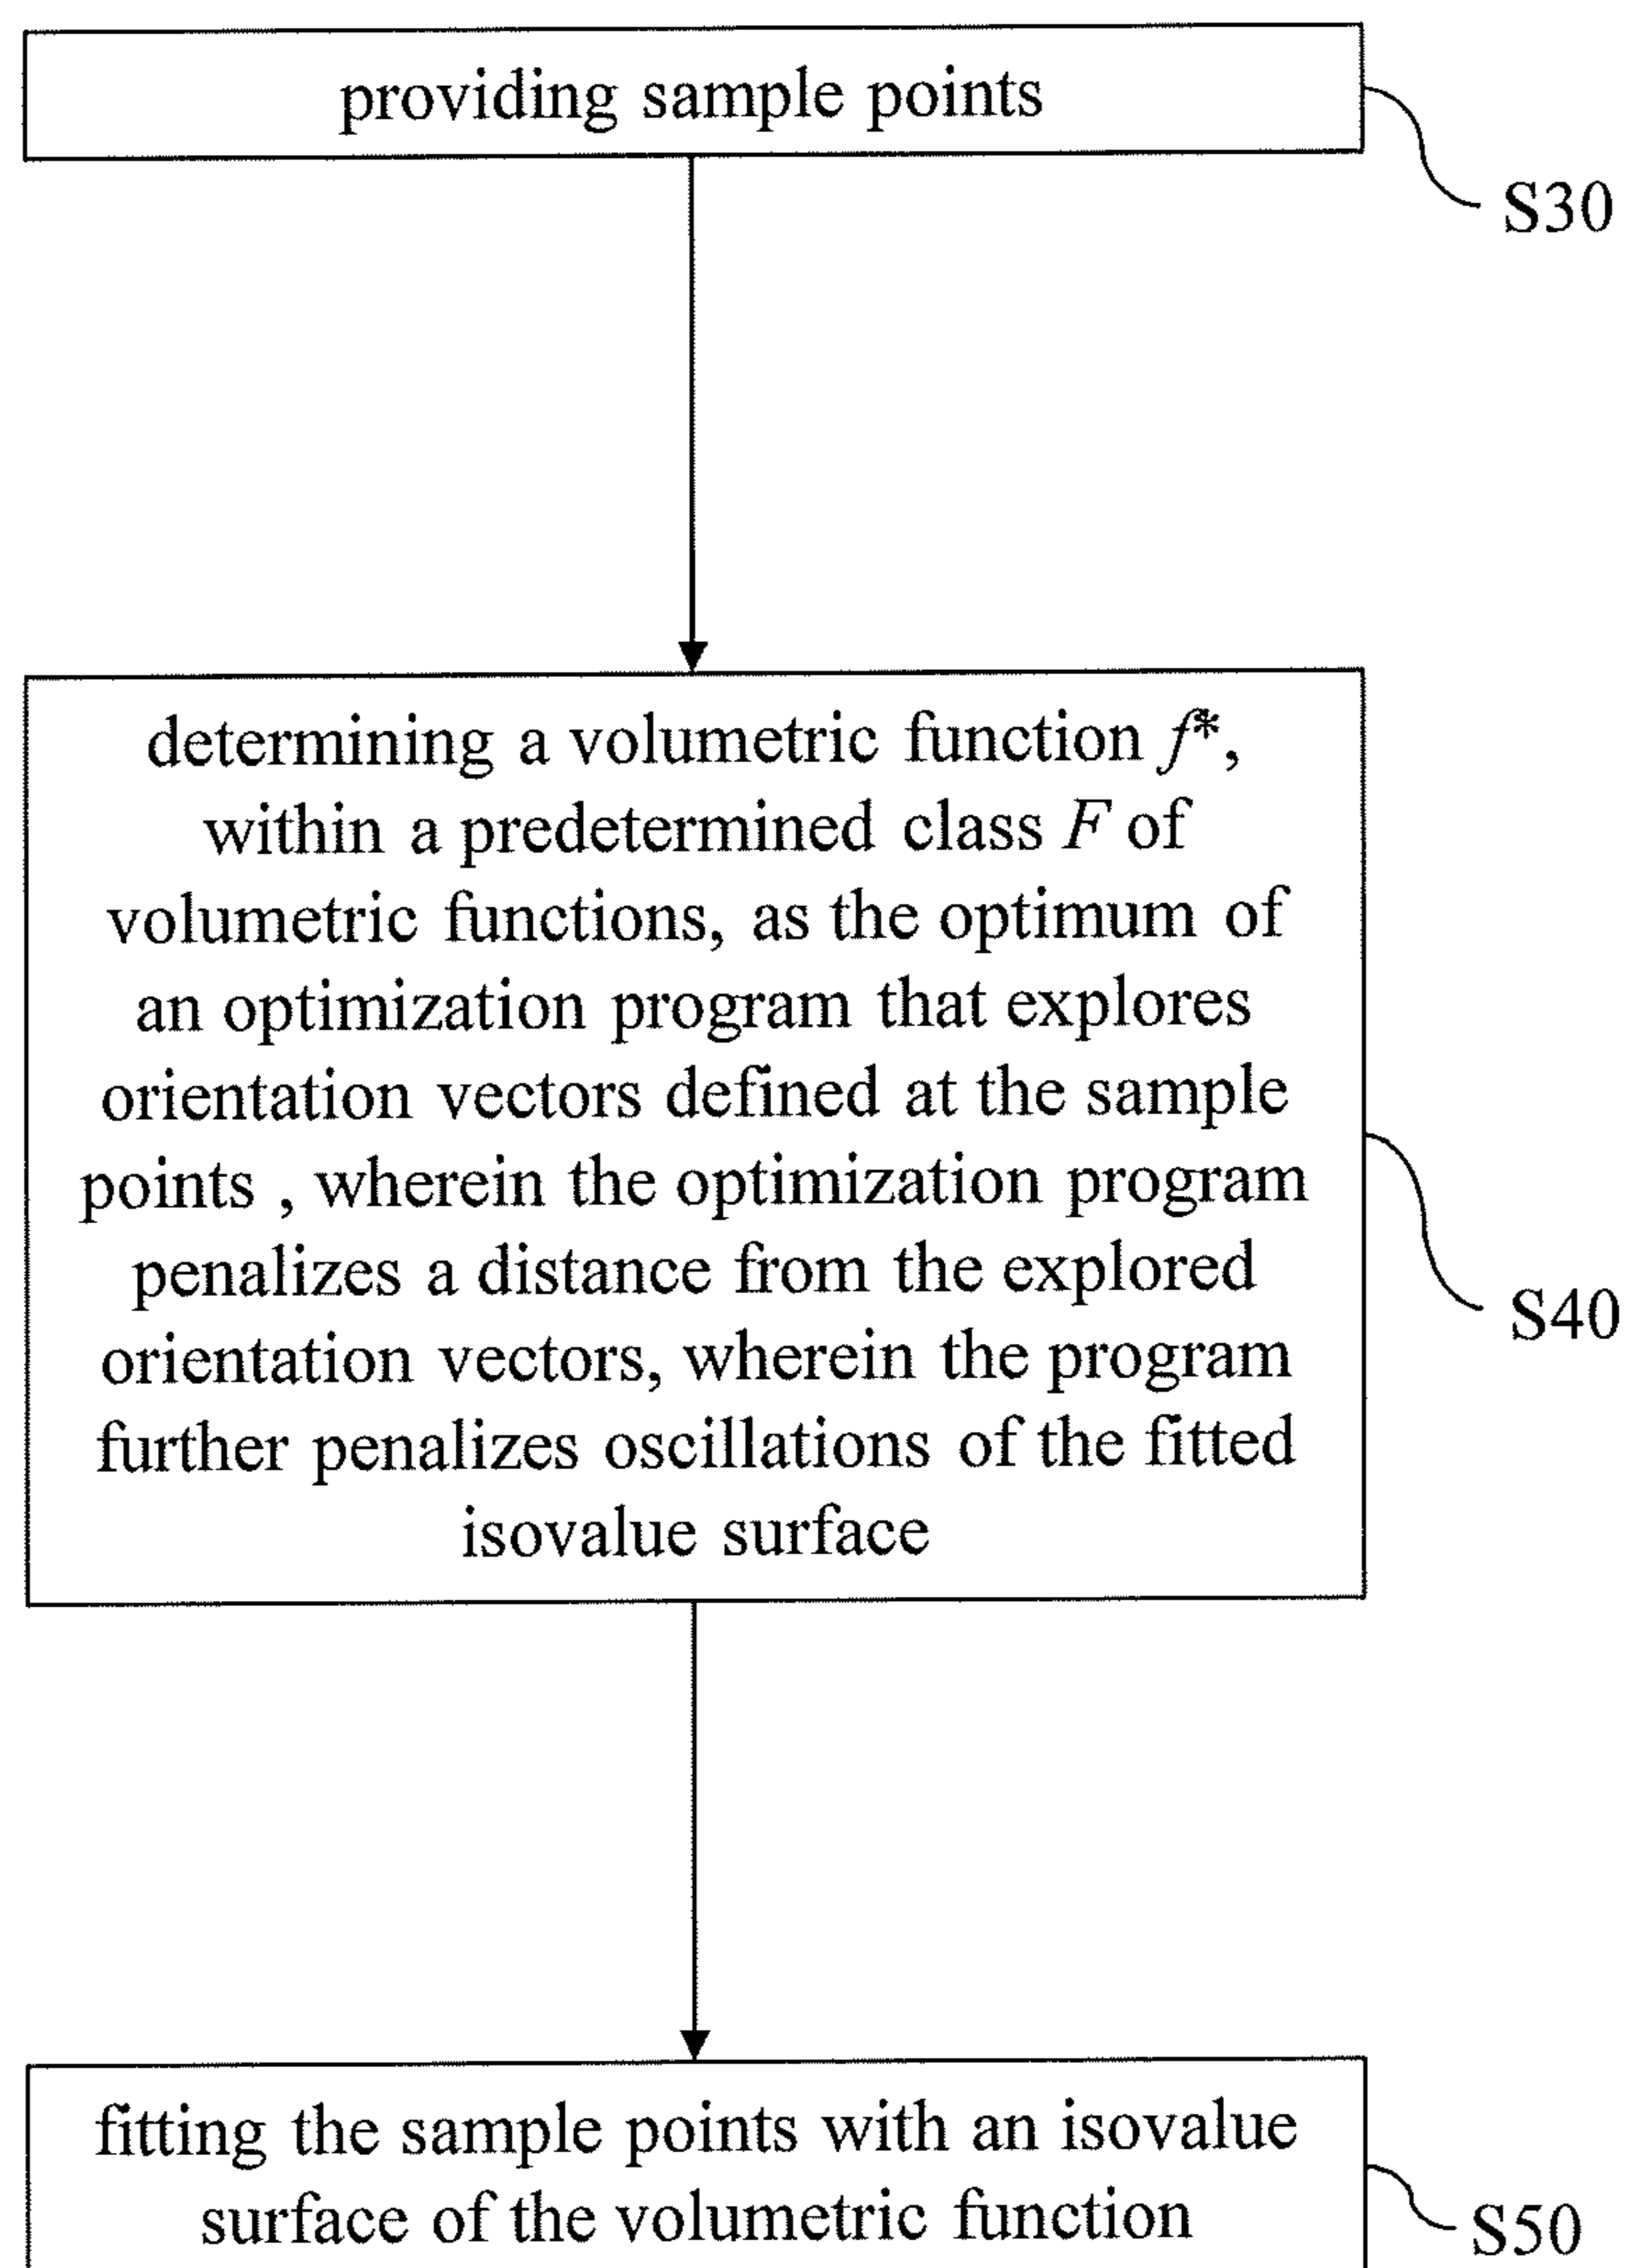 providing sample points
S30
determining a volumetric function f*,
within a predetermined class F of
volumetric functions, as the optimum of
an optimization program that explores
orientation vectors defined at the sample
points , wherein the optimization program
penalizes a distance from the explored
orientation vectors, wherein the program
further penalizes oscillations of the fitted
isovalue surface
S40
fitting the sample points with an isovalue
surface of the volumetric function
S50